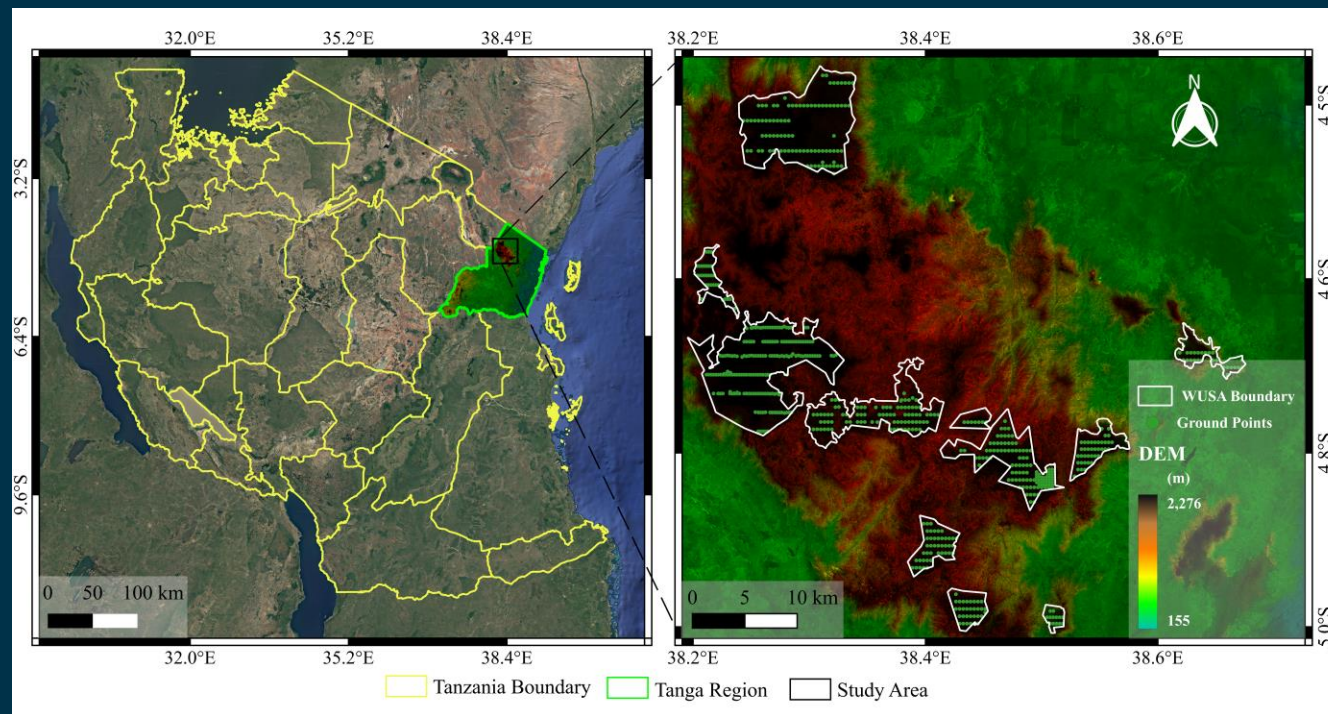 32.0°E 35.2°E 38.4°E
38.2°E 38.4°E 38.6°E
3.2°S
6.4°S
9.6°S
0 50 100 km
32.0°E 35.2°E 38.4°E
N
4.5°S
4.6°S
4.8°S
5.0°S
WUSA Boundary
Ground Points
DEM
(m)
2,276
155
0 5 10 km
38.2°E 38.4°E 38.6°E
Tanzania Boundary Tanga Region Study Area